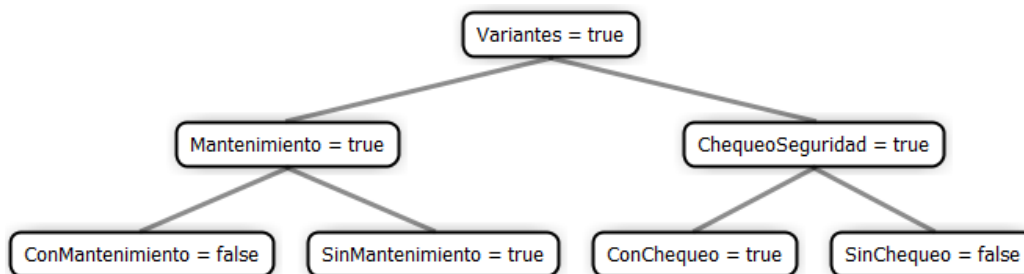 Variantes = true
Mantenimiento = true
ChequeoSeguridad = true
ConMantenimiento = false
SinMantenimiento = true
ConChequeo = true
SinChequeo = false